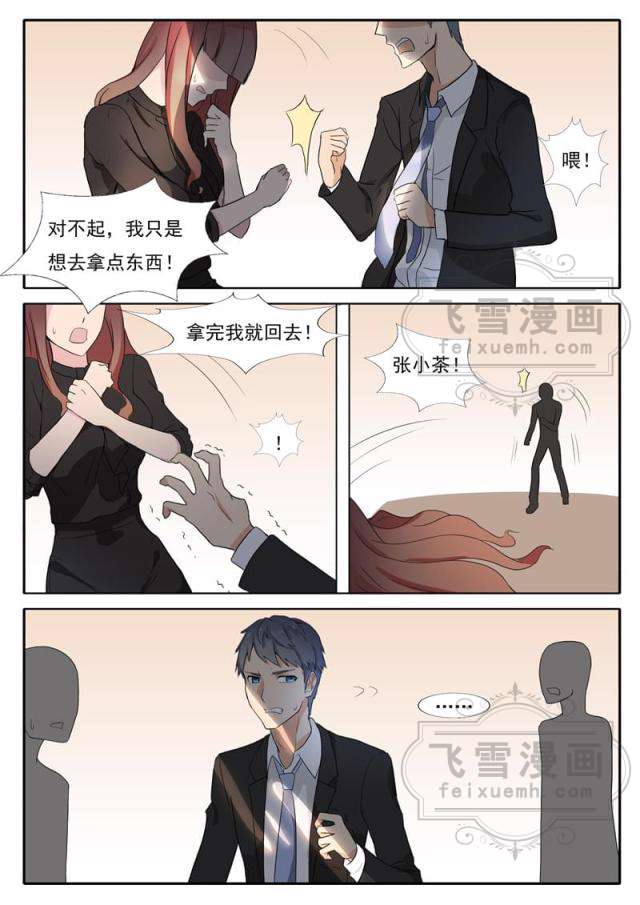 喂！
对不起，我只是
想去拿点东西！
飞雪漫画
feixuemh.com
拿完我就回去！
！
张小茶！
……
飞雪漫画
feixuemh.com